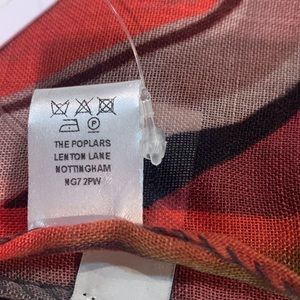 THE POPLARS
LENTON LANE
NOTTINGHAM
NG7 2PW